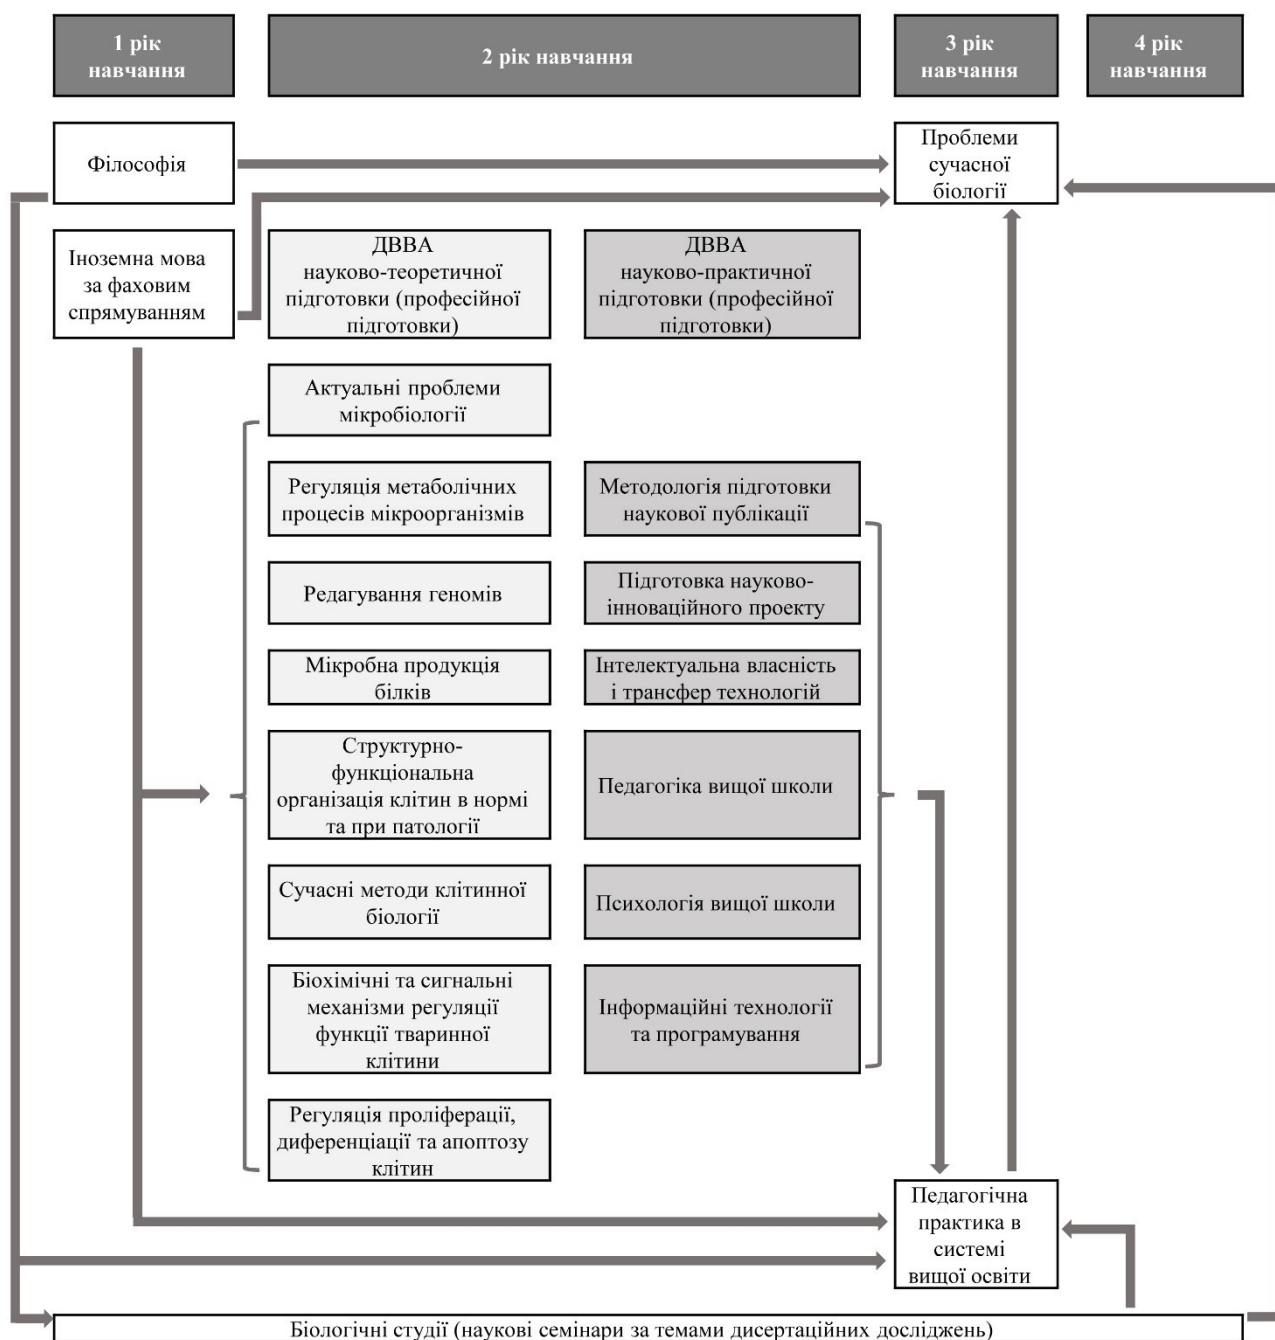 1 рік
навчання
2 рік навчання
3 рік
навчання
4 рік
навчання
Філософія
Проблеми
сучасної
біології
Іноземна мова
за фаховим
спрямуванням
ДВВА
науково-теоретичної
підготовки (професійної
підготовки)
ДВВА
науково-практичної
підготовки (професійної
підготовки)
Актуальні проблеми
мікробіології
Регуляція метаболічних
процесів мікроорганізмів
Методологія підготовки
наукової публікації
Редагування геномів
Підготовка науково-
інноваційного проекту
Мікробна продукція
білків
Інтелектуальна власність
і трансфер технологій
Структурно-
функціональна
організація клітин в нормі
та при патології
Педагогіка вищої школи
Сучасні методи клітинної
біології
Психологія вищої школи
Біохімічні та сигнальні
механізми регуляції
функції тваринної
клітини
Інформаційні технології
та програмування
Регуляція проліферації,
диференціації та апоптозу
клітин
Педагогічна
практика в
системі
вищої освіти
Біологічні студії (наукові семінари за темами дисертаційних досліджень)